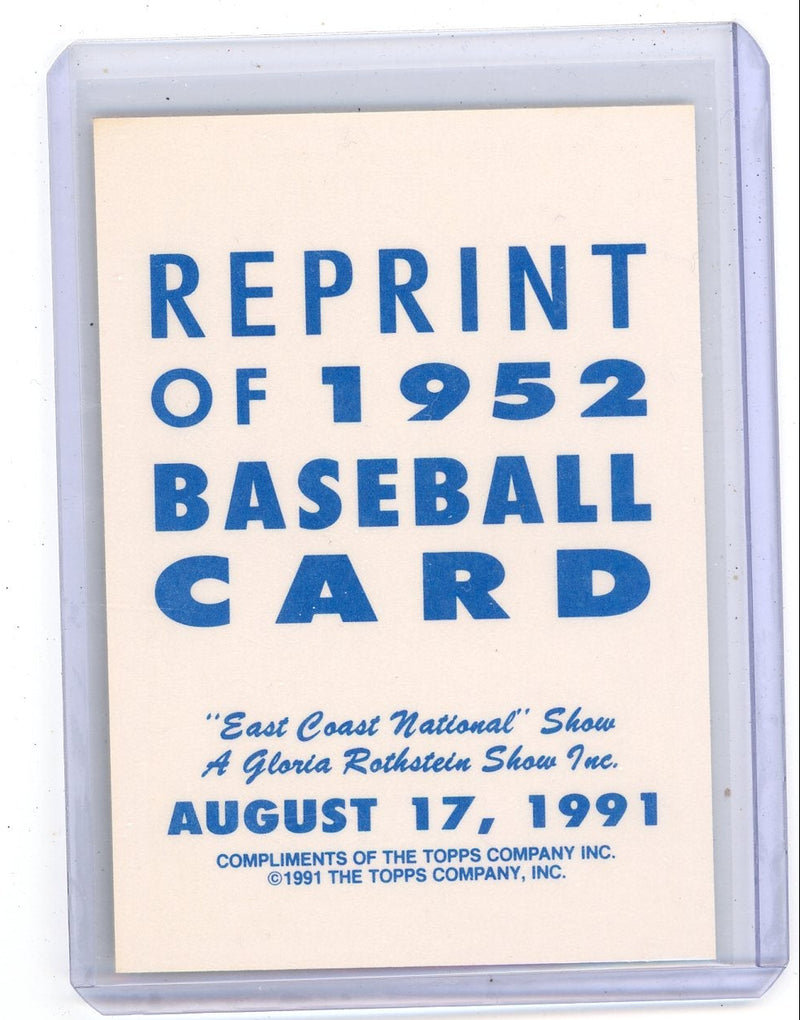 REPRINT
OF 1952
BASEBALL
CARD
"East Coast National" Show
A Gloria Rothstein Show Inc.
AUGUST 17, 1991
COMPLIMENTS OF THE TOPPS COMPANY INC.
©1991 THE TOPPS COMPANY, INC.